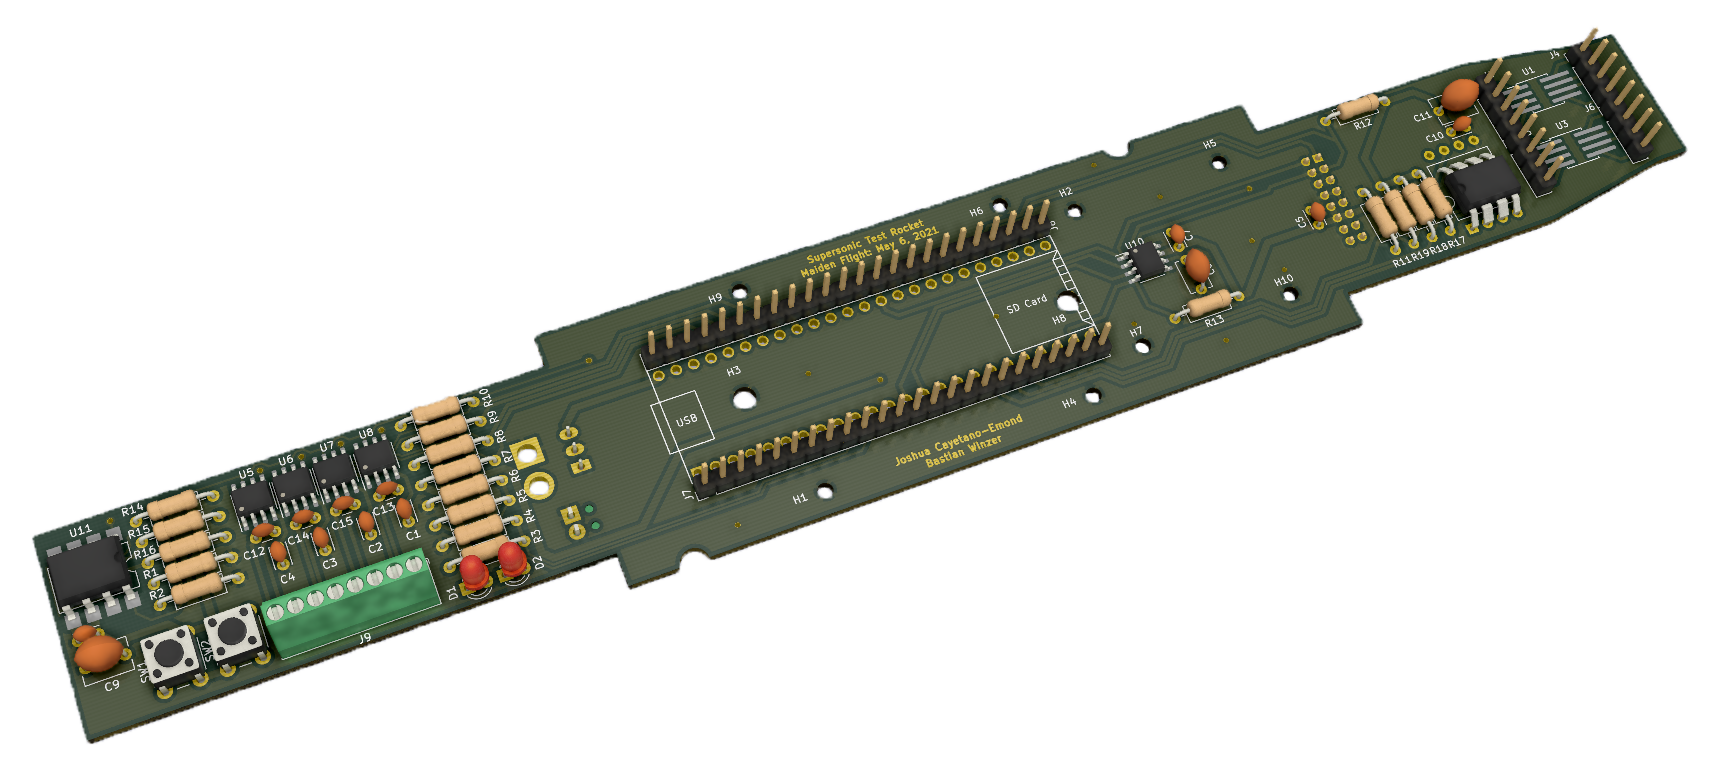 J4
U1
J6
U3
C11
C10
R12
H5
H2
H6
C5
R11R19R18R17
Supersonic Test Rocket
Maiden Flight: May 6, 2021
U10
H10
R13
H9
SD Card
H8
H7
H3
H4
USB
Joshua Cayetano-Emond
Bastian Winzer
J7
H1
R10
R9
R8
R7
R6
R5
R4
R3
U8
U7
U6
U5
U11
R14
R15
R16
R1
R2
C12
C14
C15
C13
C4
C3
C2
C1
D2
D1
J9
SW2
SW1
C9